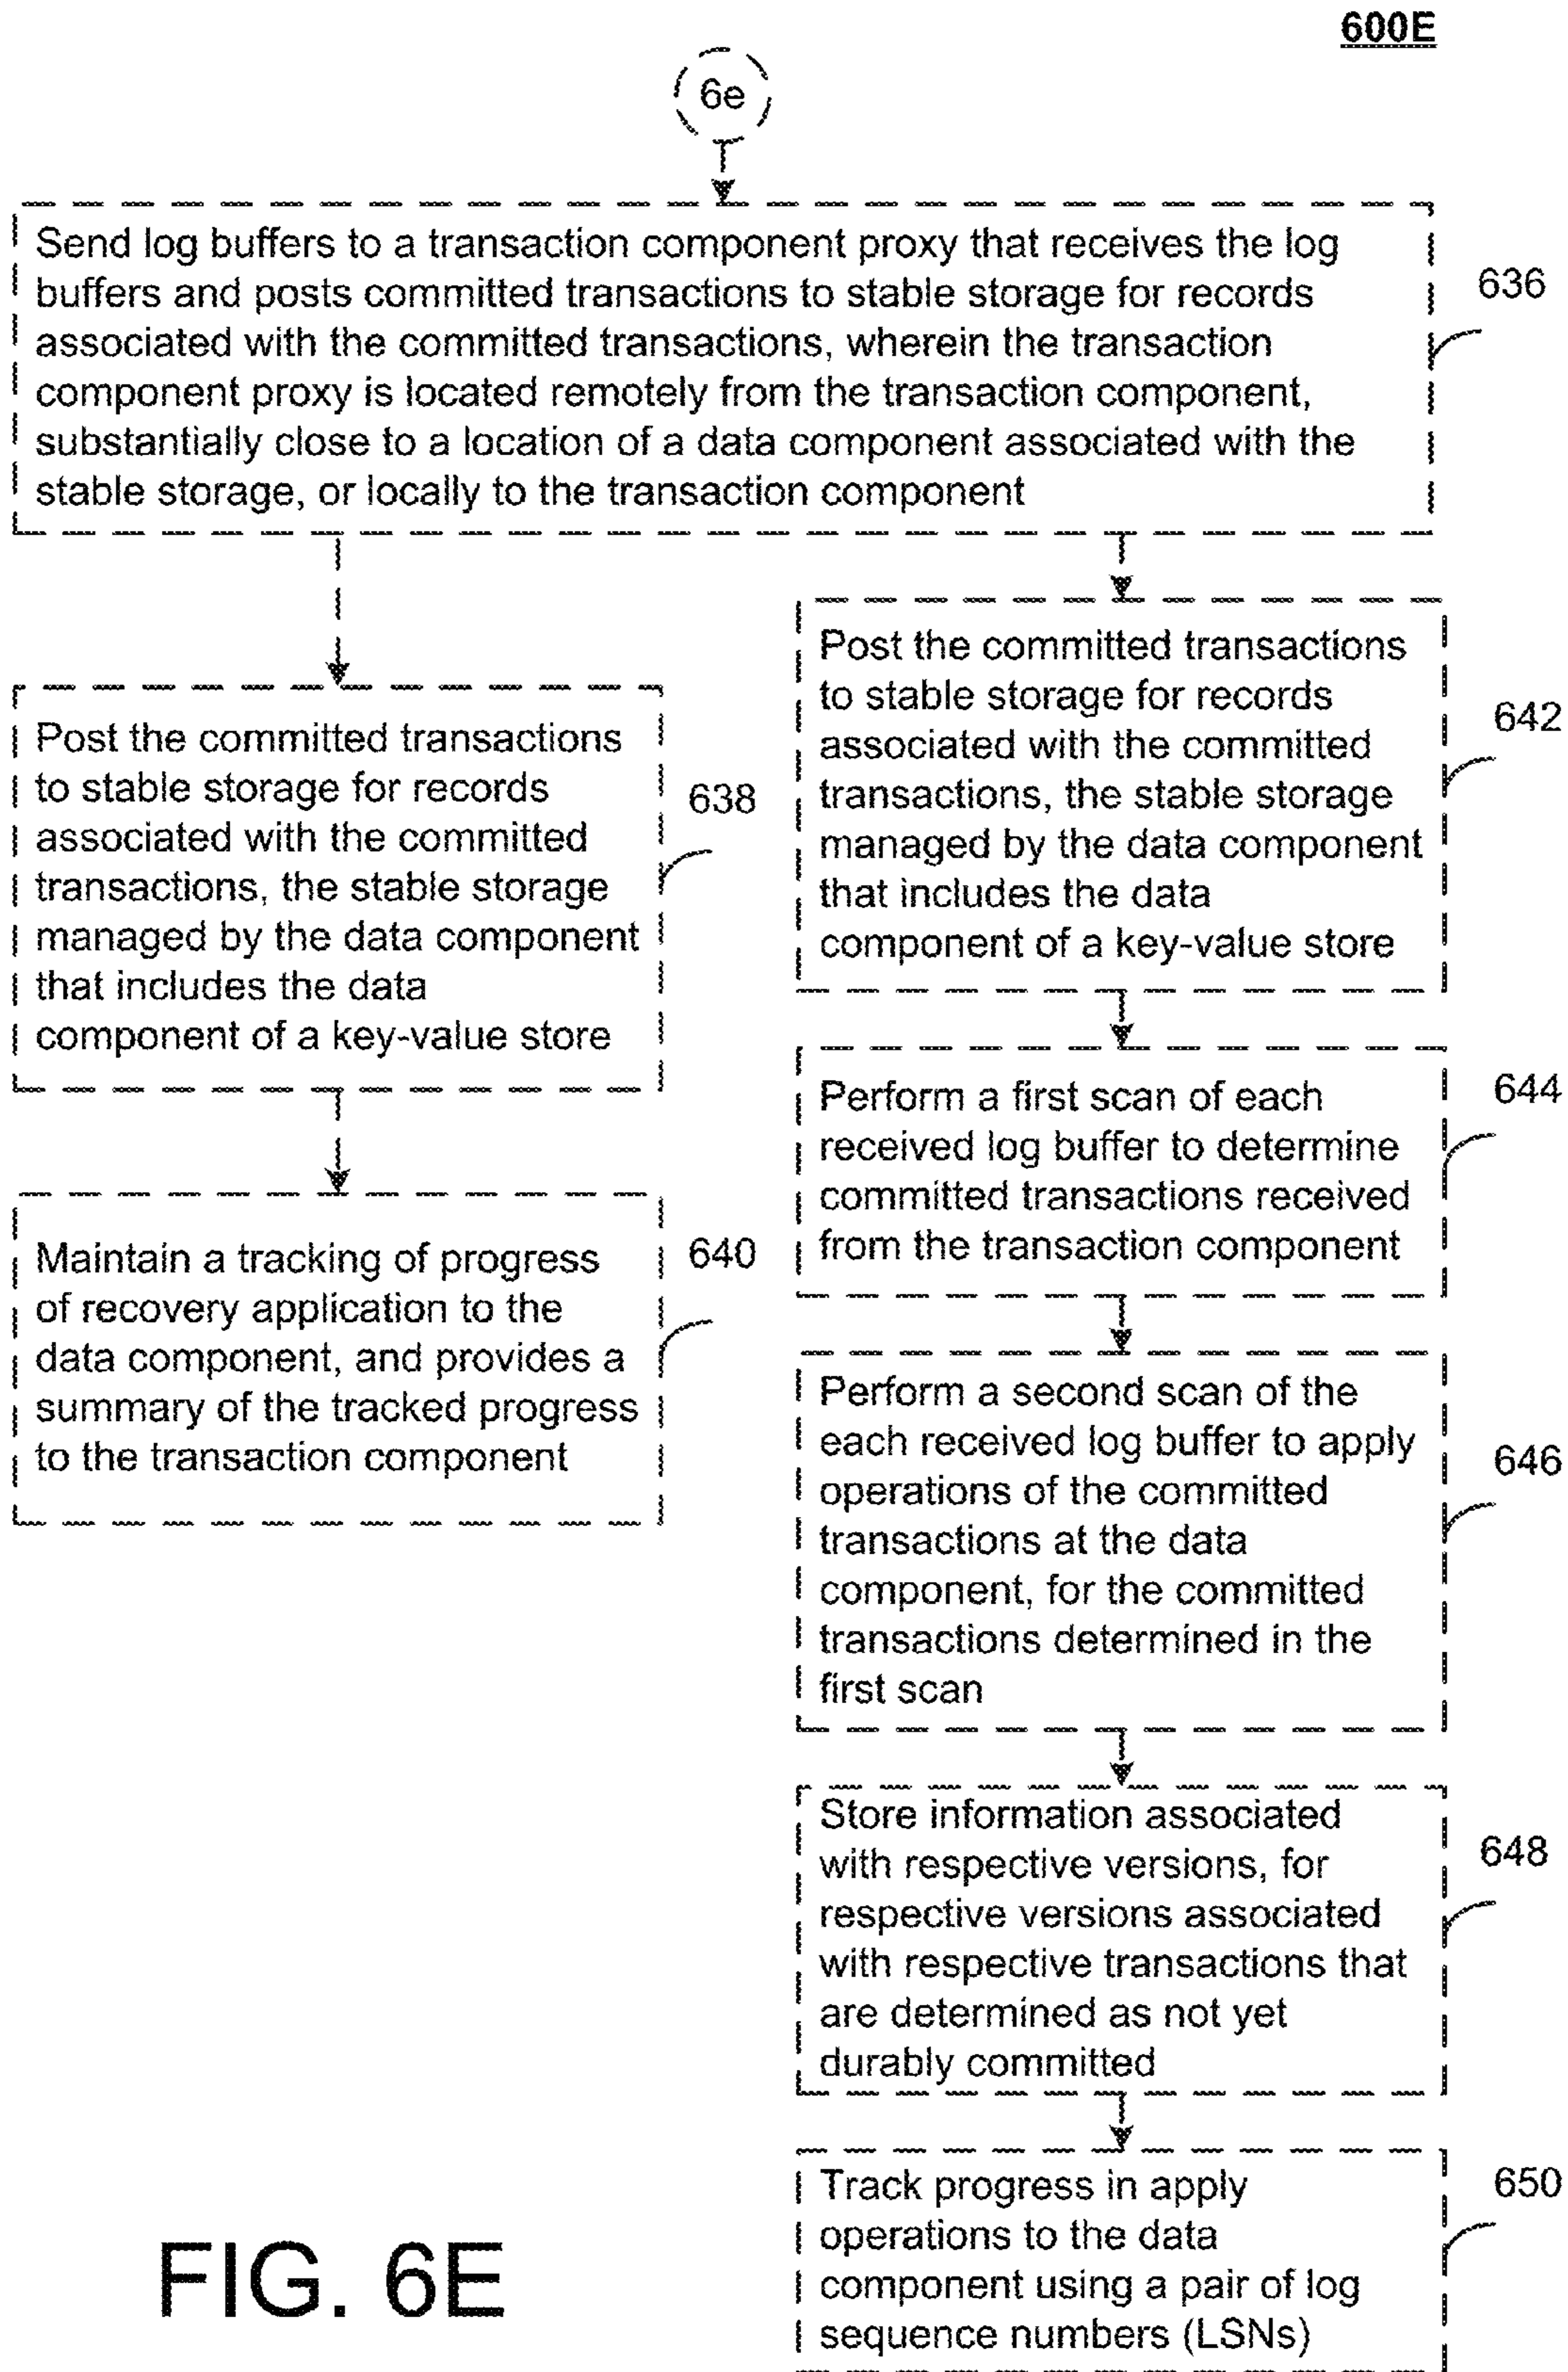 600E
6e
Send log buffers to a transaction component proxy that receives the log
buffers and posts committed transactions to stable storage for records
associated with the committed transactions, wherein the transaction
component proxy is located remotely from the transaction component,
substantially close to a location of a data component associated with the
stable storage, or locally to the transaction component
636
Post the committed transactions
to stable storage for records
associated with the committed
transactions, the stable storage
managed by the data component
that includes the data
component of a key-value store
638
Maintain a tracking of progress
of recovery application to the
data component, and provides a
summary of the tracked progress
to the transaction component
640
Post the committed transactions
to stable storage for records
associated with the committed
transactions, the stable storage
managed by the data component
that includes the data
component of a key-value store
642
Perform a first scan of each
received log buffer to determine
committed transactions received
from the transaction component
644
Perform a second scan of the
each received log buffer to apply
operations of the committed
transactions at the data
component, for the committed
transactions determined in the
first scan
646
Store information associated
with respective versions, for
respective versions associated
with respective transactions that
are determined as not yet
durably committed
648
Track progress in apply
operations to the data
component using a pair of log
sequence numbers (LSNs)
650
FIG. 6E